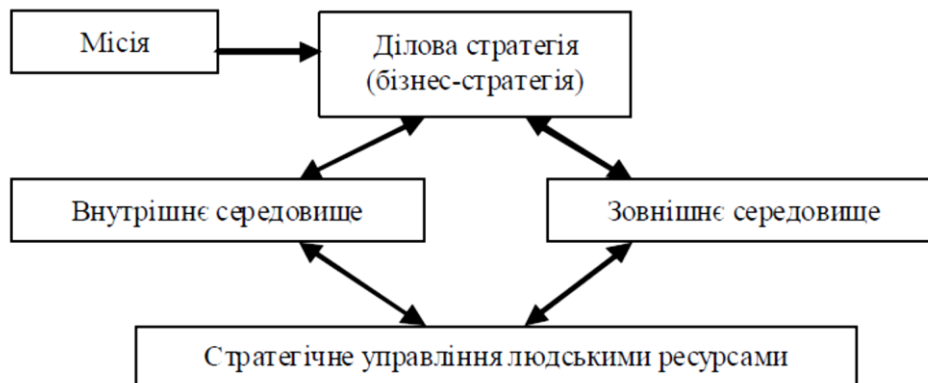 Місія
Ділова стратегія
(бізнес-стратегія)
Внутрішнє середовище
Зовнішнє середовище
Стратегічне управління людськими ресурсами